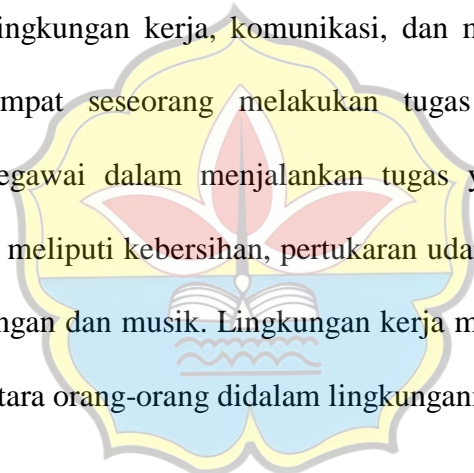 lingkungan kerja, komunikasi, dan
empat seseorang melakukan tugas
egawai dalam menjalankan tugas
meliputi kebersihan, pertukaran uda
ngan dan musik. Lingkungan kerja
tara orang-orang didalam lingkungan